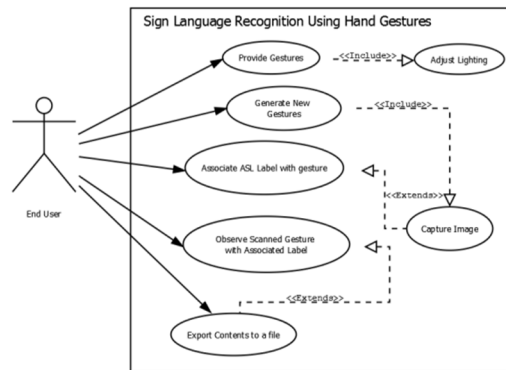 Sign Language Recognition Using Hand Gestures
Provide Gestures
<<Include>>
Adjust Lighting
Generate New
Gestures
<<Include>>
Associate ASL Label with gesture
<<Extends>>
End User
Observe Scanned Gesture
with Associated Label
Capture Image
<<Extends>>
Export Contents to a file